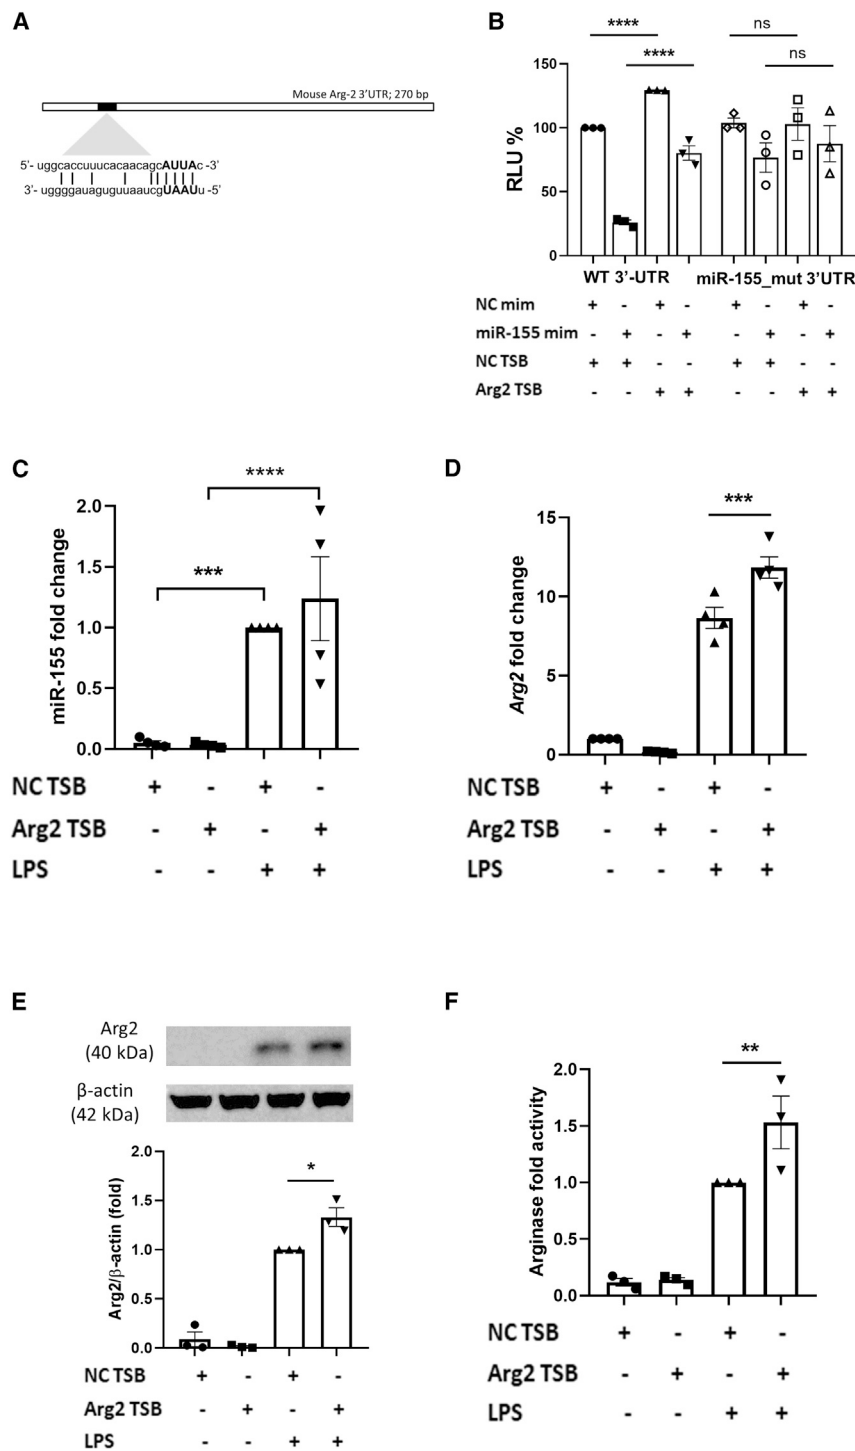 A
Mouse Arg-2 3'UTR; 270 bp
5'- uggcaccuuucacaacagcAUUAc -3'
3'- uggggauaguguuaaucgUAAUu -5'
B
**** **** ns ns
RLU %
150
100
50
0
WT 3'-UTR miR-155_mut 3'UTR
NC mim + - + - + - + -
miR-155 mim - + - + - + - +
NC TSB + + - - + + - -
Arg2 TSB - - + + - - + +
C
****
***
miR-155 fold change
2.0
1.5
1.0
0.5
0.0
NC TSB + - + -
Arg2 TSB - + - +
LPS - - + +
D
***
Arg2 fold change
15
10
5
0
NC TSB + - + -
Arg2 TSB - + - +
LPS - - + +
E
Arg2
(40 kDa)
β-actin
(42 kDa)
*
Arg2/β-actin (fold)
2.0
1.5
1.0
0.5
0.0
NC TSB + - + -
Arg2 TSB - + - +
LPS - - + +
F
**
Arginase fold activity
2.0
1.5
1.0
0.5
0.0
NC TSB + - + -
Arg2 TSB - + - +
LPS - - + +